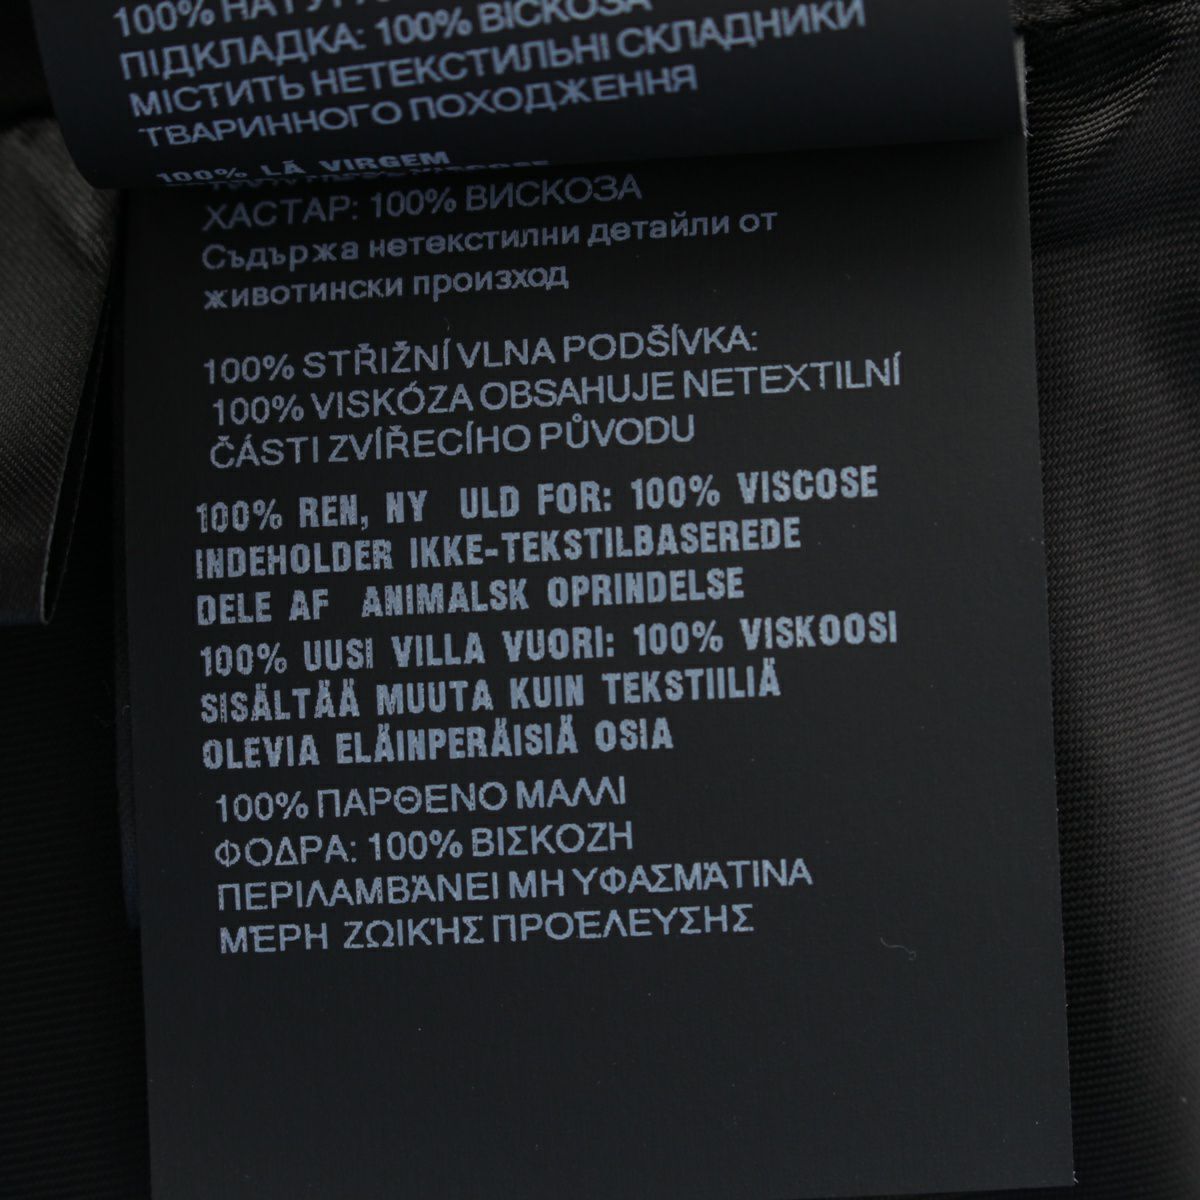 100%
ПІДКЛАДКА: 100% ВІСКОЗА
МІСТИТЬ НЕТЕКСТИЛЬНІ СКЛАДНИКИ
ТВАРИННОГО ПОХОДЖЕННЯ
100% LÃ VIRGEM
ХАСТАР: 100% ВИСКОЗА
Съдържа нетекстилни детайли от
животински произход
100% STŘIŽNÍ VLNA PODŠÍVKA:
100% VISKÓZA OBSAHUJE NETEXTILNÍ
ČÁSTI ZVÍŘECÍHO PŮVODU
100% REN, NY ULD FOR: 100% VISCOSE
INDEHOLDER IKKE-TEKSTILBASEREDE
DELE AF ANIMALSK OPRINDELSE
100% UUSI VILLA VUORI: 100% VISKOOSI
SISÄLTÄÄ MUUTA KUIN TEKSTIILIÄ
OLEVIA ELÄINPERÄISIÄ OSIA
100% ΠΑΡΘΕΝΟ ΜΑΛΛΙ
ΦΟΔΡΑ: 100% ΒΙΣΚΟΖΗ
ΠΕΡΙΛΑΜΒΆΝΕΙ ΜΗ ΥΦΑΣΜΆΤΙΝΑ
ΜΈΡΗ ΖΩΙΚΉΣ ΠΡΟΈΛΕΥΣΗΣ